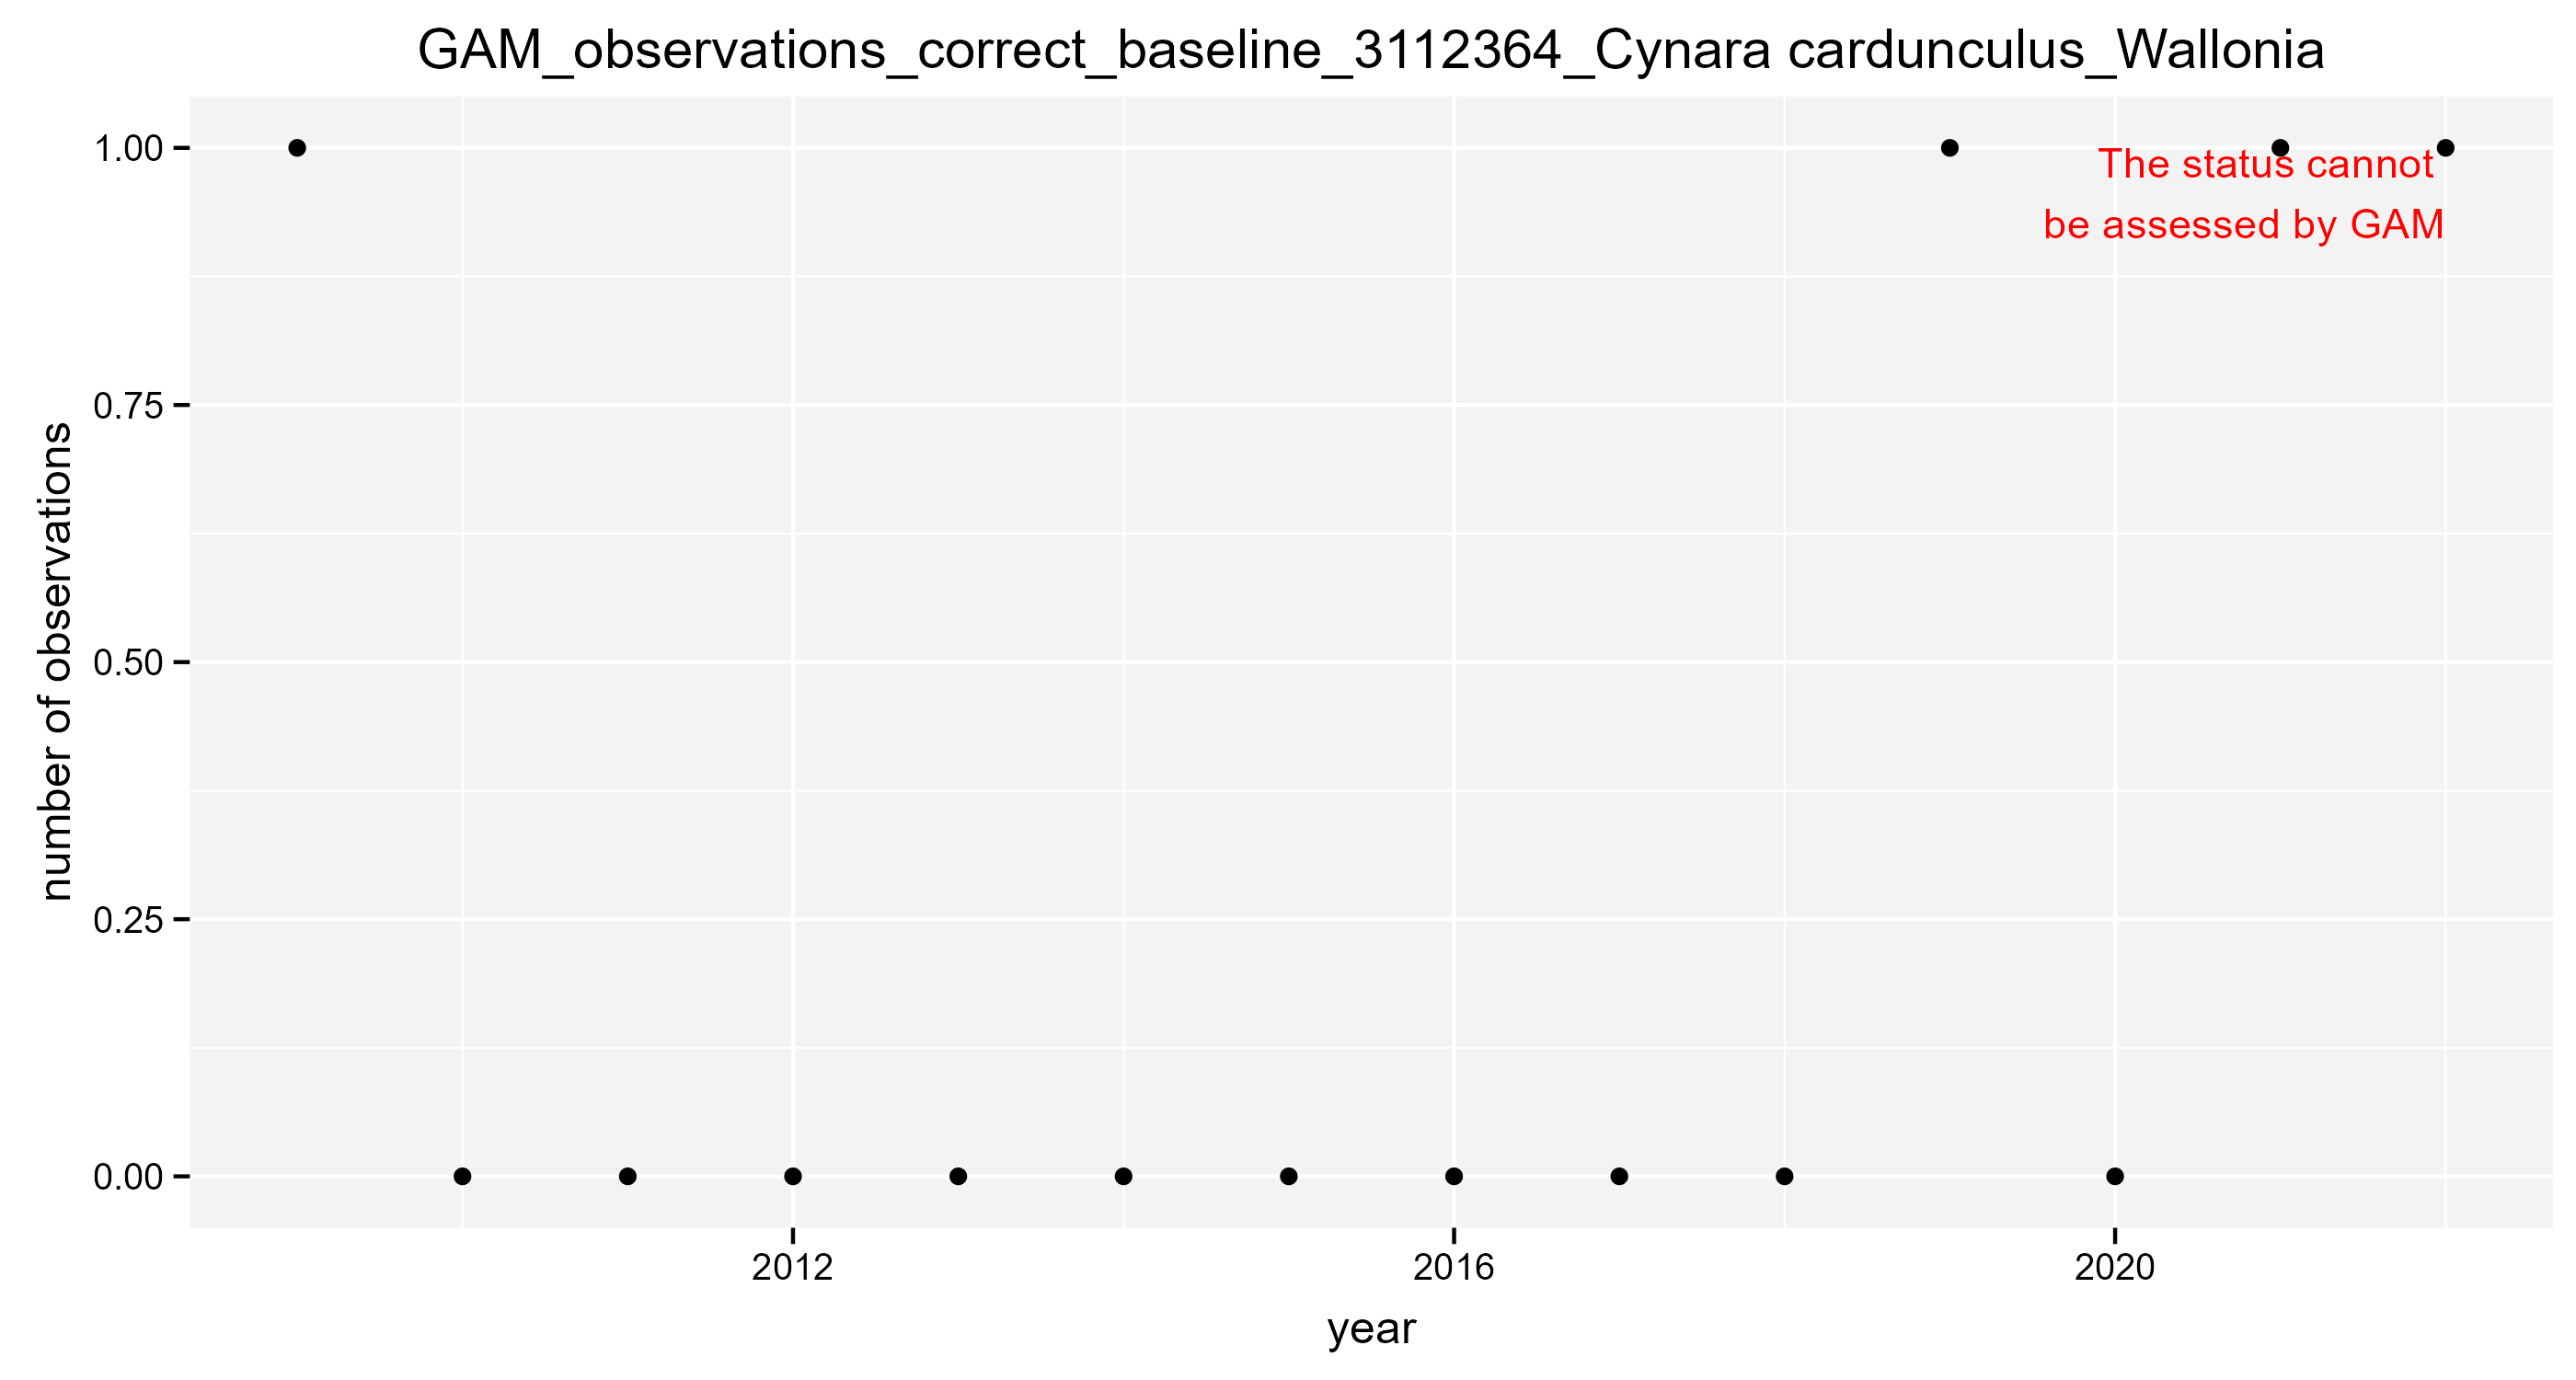 GAM_observations_correct_baseline_3112364_Cynara cardunculus_Wallonia
1.00
The status cannot
be assessed by GAM
0.75
number of observations
0.50
0.25
0.00
2012 2016 2020
year